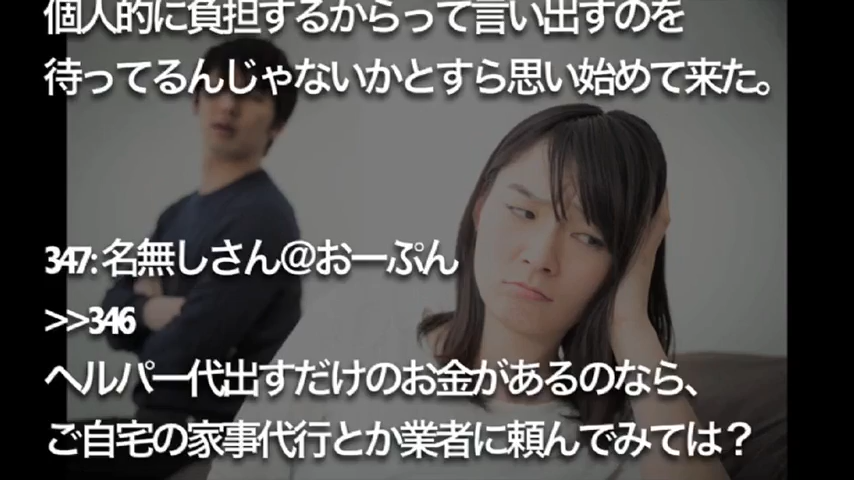 個人的に負担するからって言い出すのを
待ってるんじゃないかとすら思い始めて来た。
347: 名無しさん@おーぷん
>>346
ヘルパー代出すだけのお金があるのなら、
ご自宅の家事代行とか業者に頼んでみては？